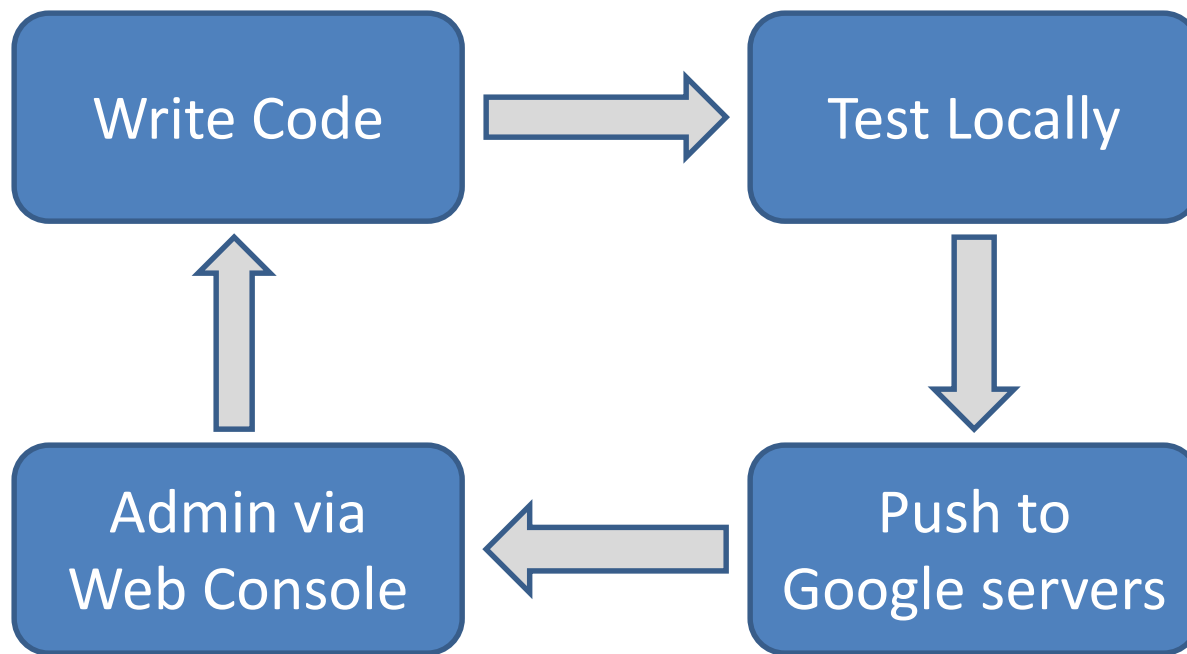 Write Code
Test Locally
Admin via
Web Console
Push to
Google servers